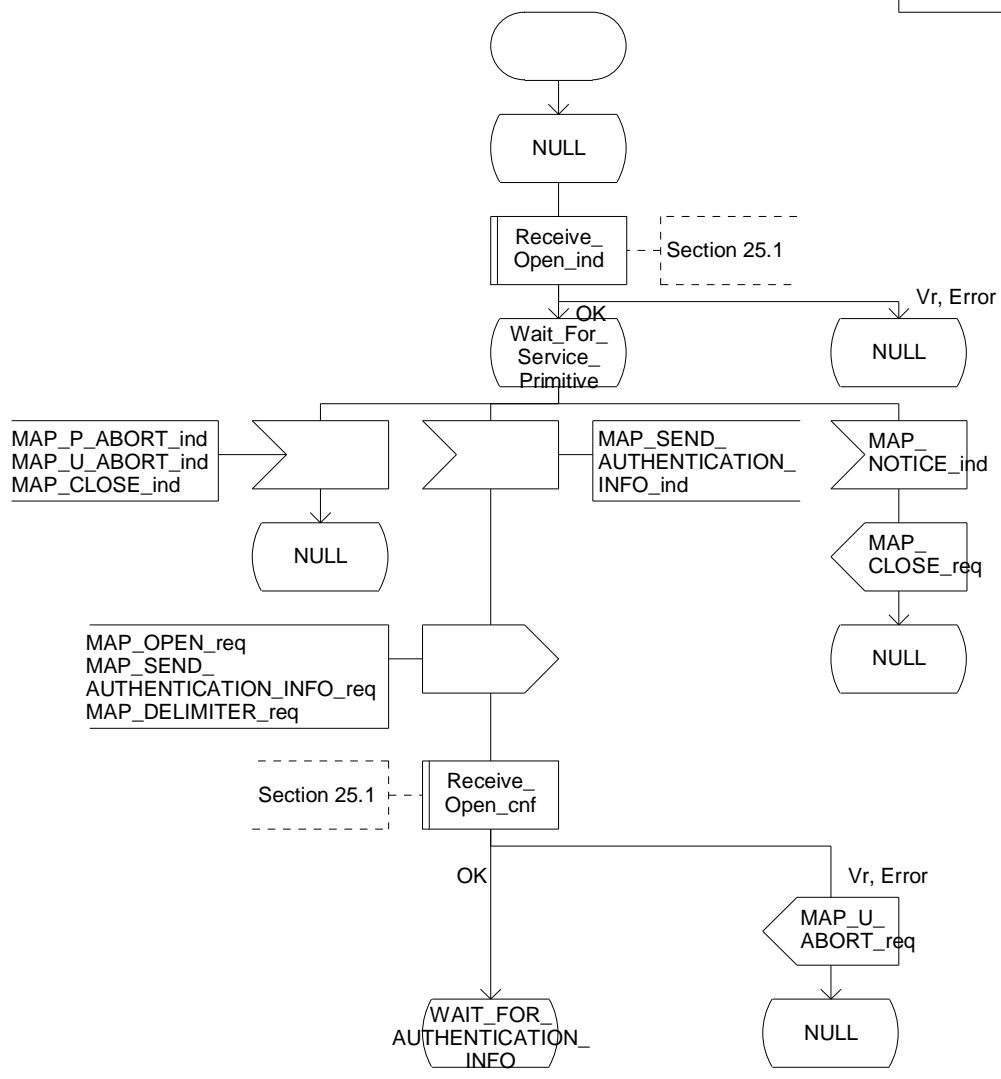 NULL
Receive_
Open_ind
Section 25.1
Vr, Error
OK
Wait_For_
Service_
Primitive
NULL
MAP_P_ABORT_ind
MAP_U_ABORT_ind
MAP_CLOSE_ind
MAP_SEND_
AUTHENTICATION_
INFO_ind
MAP_
NOTICE_ind
NULL
MAP_
CLOSE_req
MAP_OPEN_req
MAP_SEND_
AUTHENTICATION_INFO_req
MAP_DELIMITER_req
NULL
Section 25.1
Receive_
Open_cnf
OK
Vr, Error
MAP_U_
ABORT_req
WAIT_FOR_
AUTHENTICATION_
INFO
NULL